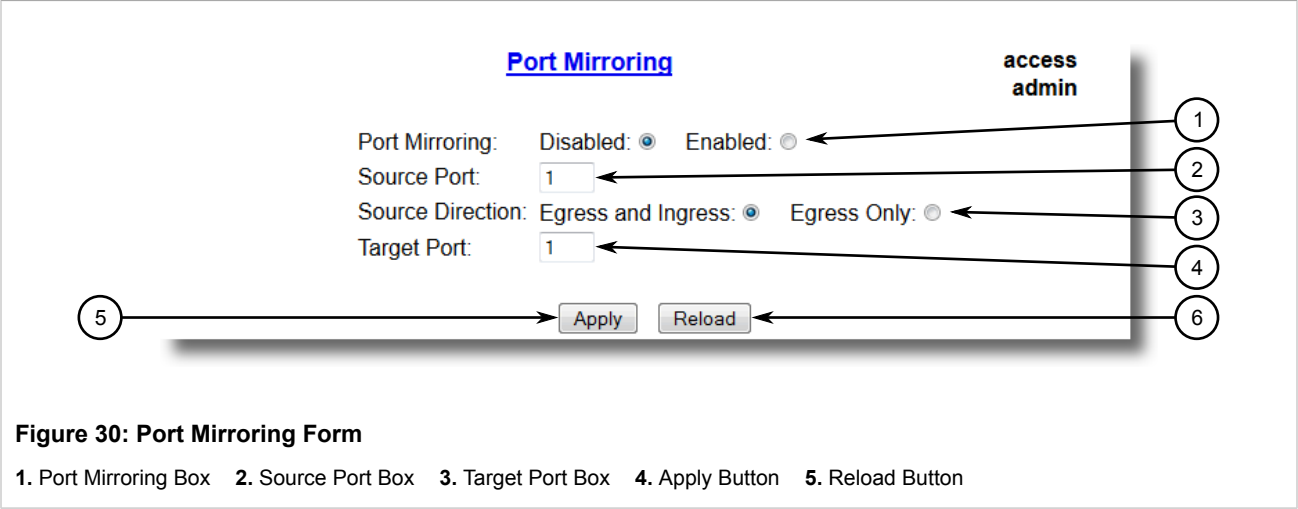 Port Mirroring
access
admin
Port Mirroring: Disabled: Enabled:
1
Source Port: 1
2
Source Direction: Egress and Ingress: Egress Only:
3
Target Port: 1
4
5
Apply Reload
6
Figure 30: Port Mirroring Form
1. Port Mirroring Box 2. Source Port Box 3. Target Port Box 4. Apply Button 5. Reload Button